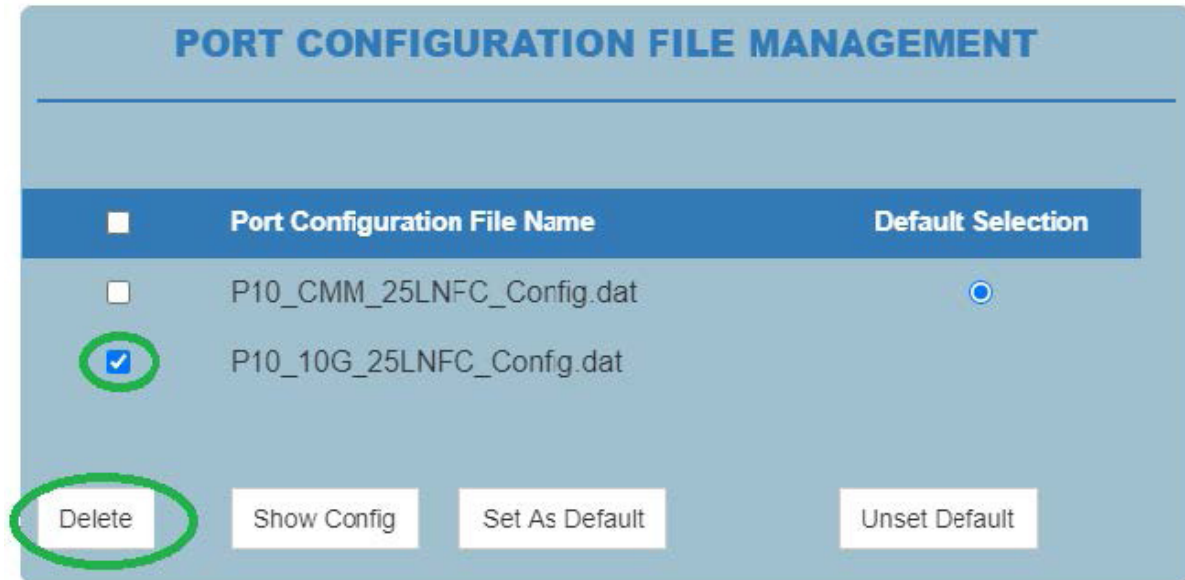 PORT CONFIGURATION FILE MANAGEMENT
Port Configuration File Name Default Selection
P10_CMM_25LNFC_Config.dat
P10_10G_25LNFC_Config.dat
Delete Show Config Set As Default Unset Default